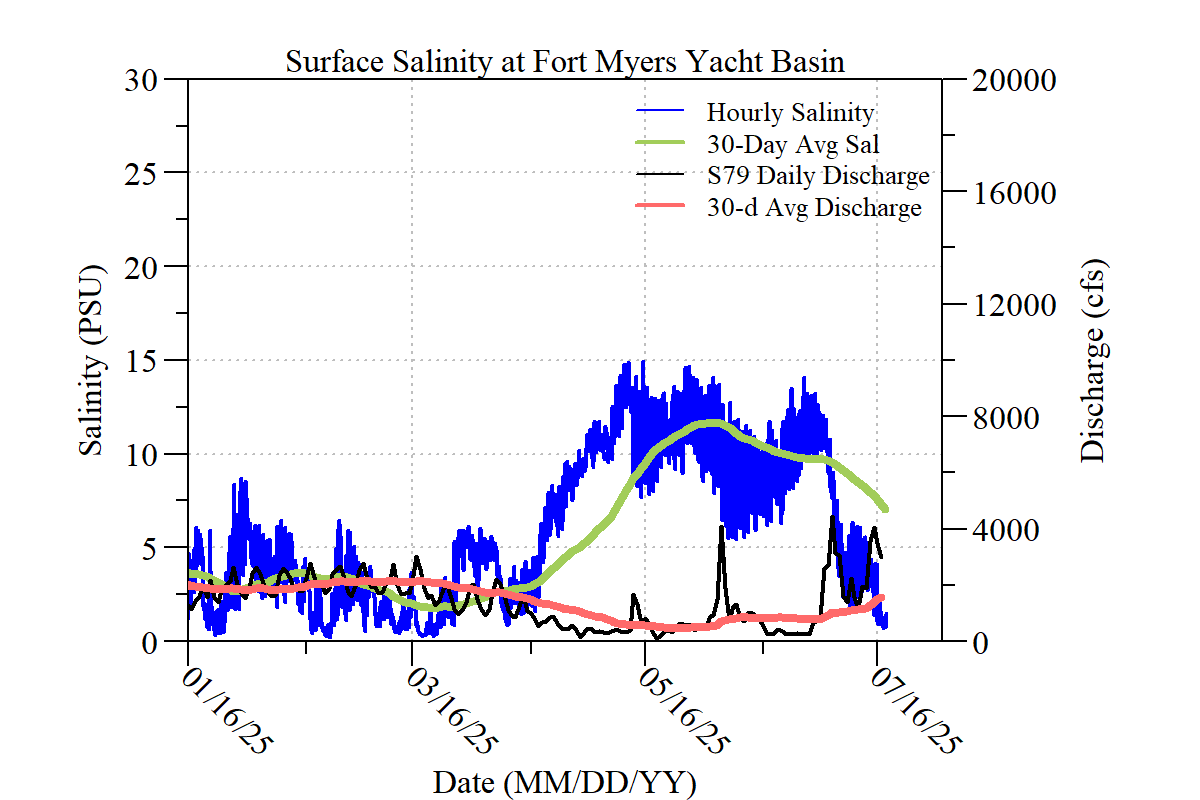 Surface Salinity at Fort Myers Yacht Basin
Hourly Salinity
30-Day Avg Sal
S79 Daily Discharge
30-d Avg Discharge
Salinity (PSU)
30
25
20
15
10
5
0
Discharge (cfs)
20000
16000
12000
8000
4000
0
01/16/25
03/16/25
05/16/25
07/16/25
Date (MM/DD/YY)